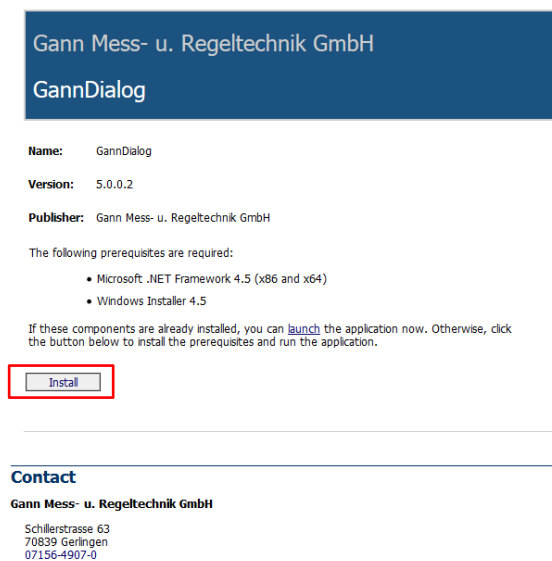 Gann Mess- u. Regeltechnik GmbH
GannDialog
Name: GannDialog
Version: 5.0.0.2
Publisher: Gann Mess- u. Regeltechnik GmbH
The following prerequisites are required:
• Microsoft .NET Framework 4.5 (x86 and x64)
• Windows Installer 4.5
If these components are already installed, you can launch the application now. Otherwise, click
the button below to install the prerequisites and run the application.
Install
Contact
Gann Mess- u. Regeltechnik GmbH
Schillerstrasse 63
70839 Gerlingen
07156-4907-0